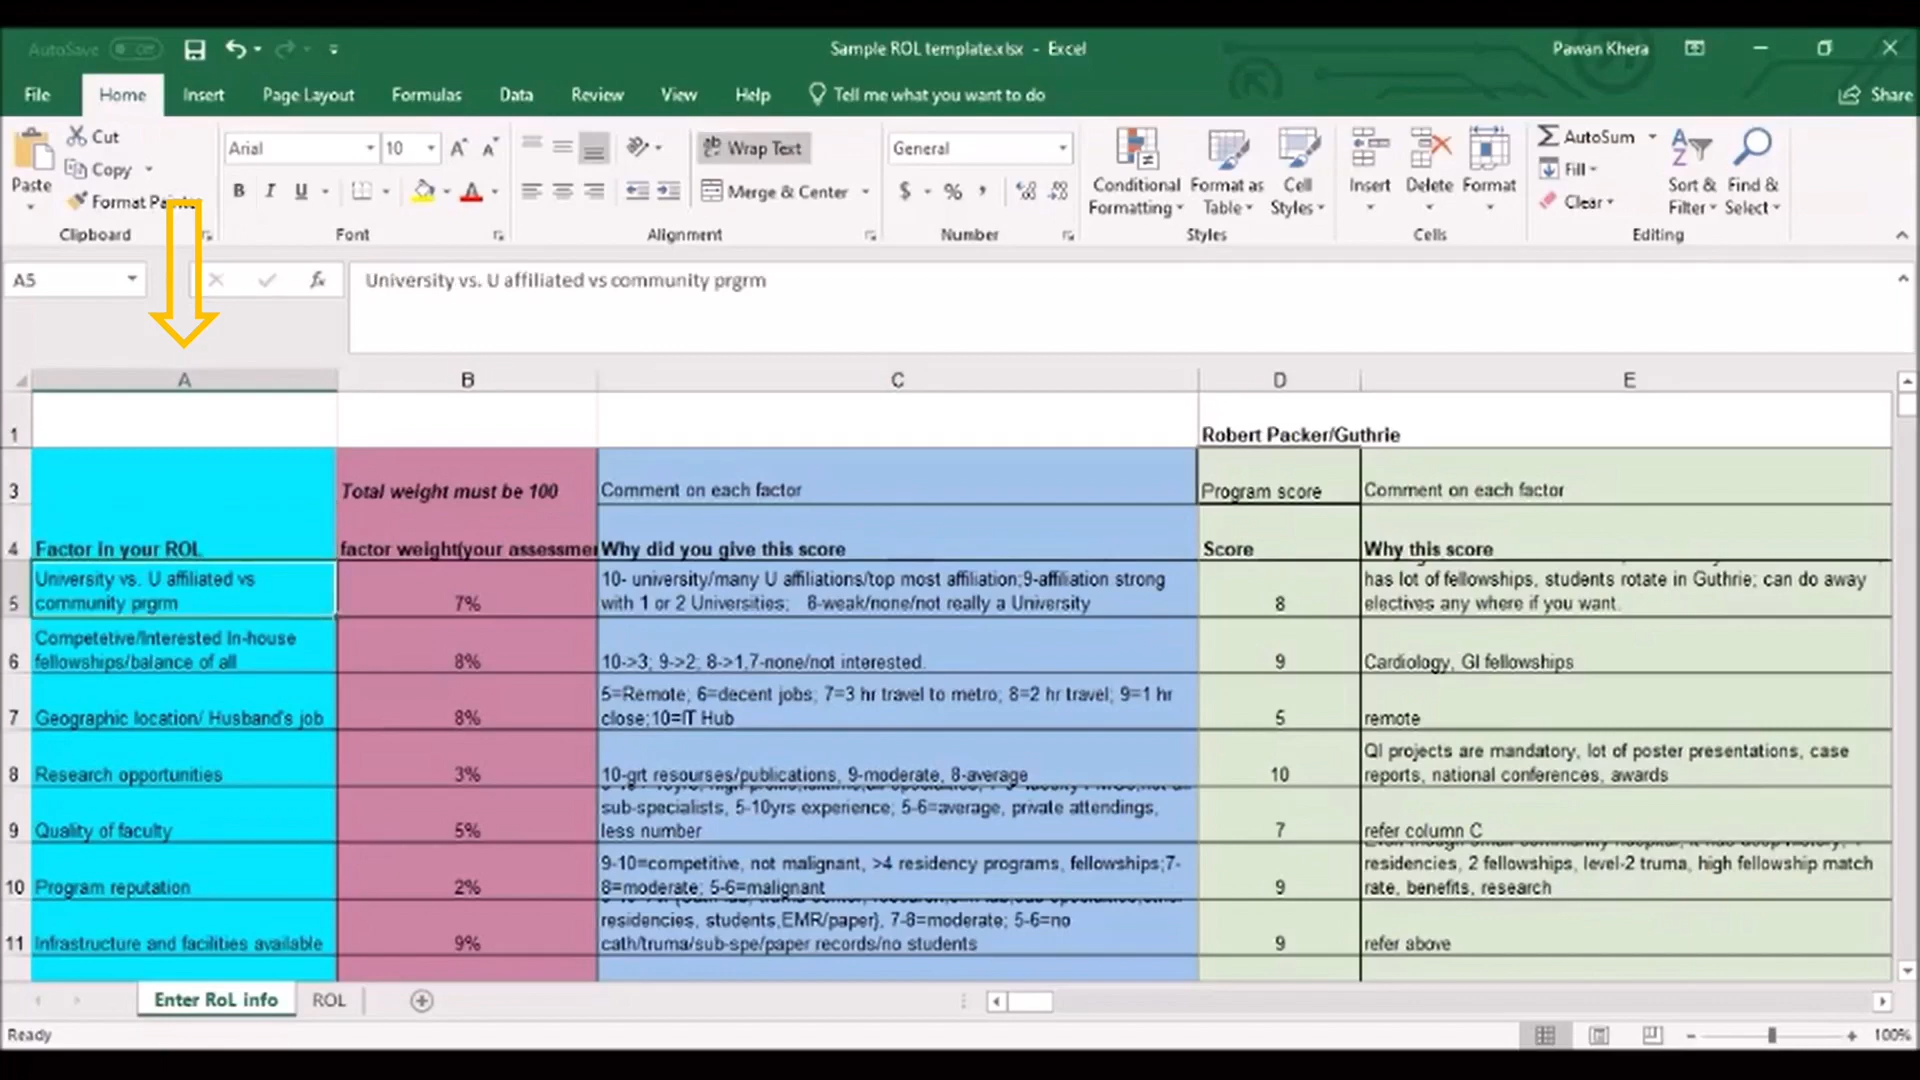 AutoSave Off
Sample ROL template.xlsx - Excel
Pawan Khera
File Home Insert Page Layout Formulas Data Review View Help Tell me what you want to do Share
Paste
Cut
Copy
Format Painter
Clipboard
Arial 10
B I U
Font
Wrap Text
Merge & Center
Alignment
General
$ % ,
Number
Conditional Formatting
Format as Table
Cell Styles
Styles
Insert Delete Format
Cells
AutoSum
Fill
Clear
Sort & Filter
Find & Select
Editing
A5 fx University vs. U affiliated vs community prgrm
A B C D E
1 Robert Packer/Guthrie
3 Total weight must be 100 Comment on each factor Program score Comment on each factor
4 Factor in your ROL factor weight(your assessme Why did you give this score Score Why this score
5 University vs. U affiliated vs community prgrm 7% 10- university/many U affiliations/top most affiliation;9-affiliation strong with 1 or 2 Universities; 8-weak/none/not really a University 8 has lot of fellowships, students rotate in Guthrie; can do away electives any where if you want.
6 Competetive/Interested In-house fellowships/balance of all 8% 10->3; 9->2; 8->1,7-none/not interested. 9 Cardiology, GI fellowships
7 Geographic location/ Husband's job 8% 5=Remote; 6=decent jobs; 7=3 hr travel to metro; 8=2 hr travel; 9=1 hr close;10=IT Hub 5 remote
8 Research opportunities 3% 10-grt resourses/publications, 9-moderate, 8-average 10 QI projects are mandatory, lot of poster presentations, case reports, national conferences, awards
9 Quality of faculty 5% sub-specialists, 5-10yrs experience; 5-6=average, private attendings, less number 7 refer column C
10 Program reputation 2% 9-10=competitive, not malignant, >4 residency programs, fellowships;7-8=moderate; 5-6=malignant 9 residencies, 2 fellowships, level-2 truma, high fellowship match rate, benefits, research
11 Infrastructure and facilities available 9% residencies, students,EMR/paper}, 7-8=moderate; 5-6=no cath/truma/sub-spe/paper records/no students 9 refer above
Enter RoL info ROL
Ready 100%